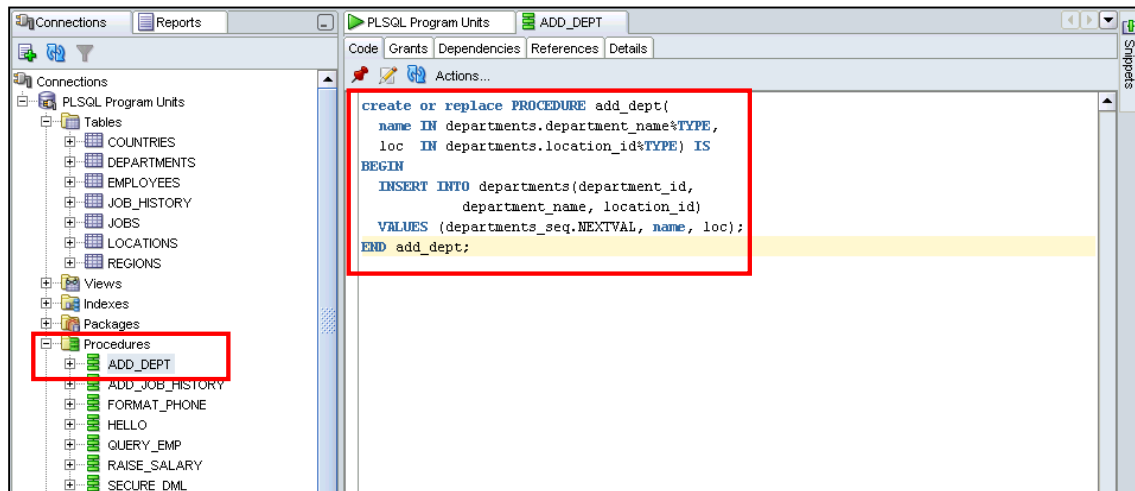 Connections
Reports
Connections
PLSQL Program Units
Tables
COUNTRIES
DEPARTMENTS
EMPLOYEES
JOB_HISTORY
JOBS
LOCATIONS
REGIONS
Views
Indexes
Packages
Procedures
ADD_DEPT
ADD_JOB_HISTORY
FORMAT_PHONE
HELLO
QUERY_EMP
RAISE_SALARY
SECURE_DML
PLSQL Program Units
ADD_DEPT
Code Grants Dependencies References Details
Actions...
create or replace PROCEDURE add_dept(
name IN departments.department_name%TYPE,
loc IN departments.location_id%TYPE) IS
BEGIN
INSERT INTO departments(department_id,
department_name, location_id)
VALUES (departments_seq.NEXTVAL, name, loc);
END add_dept;
Snippets